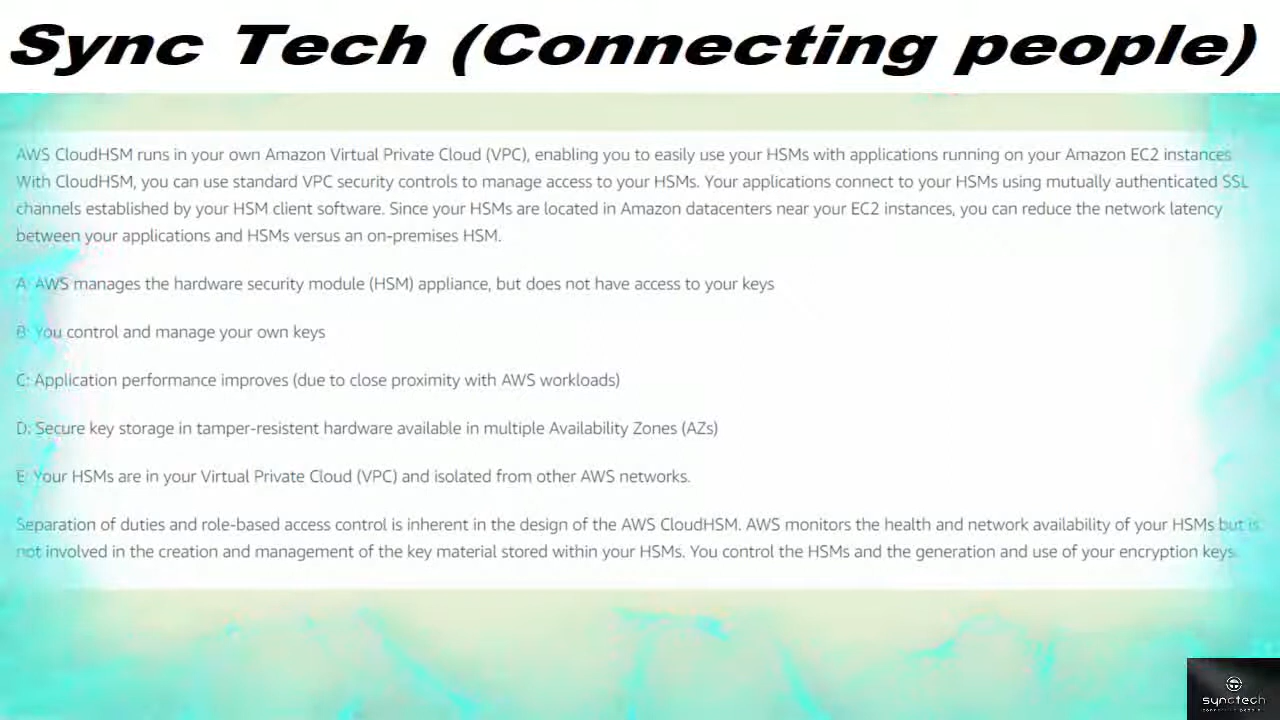 Sync Tech (Connecting people)
AWS CloudHSM runs in your own Amazon Virtual Private Cloud (VPC), enabling you to easily use your HSMs with applications running on your Amazon EC2 instances.
With CloudHSM, you can use standard VPC security controls to manage access to your HSMs. Your applications connect to your HSMs using mutually authenticated SSL
channels established by your HSM client software. Since your HSMs are located in Amazon datacenters near your EC2 instances, you can reduce the network latency
between your applications and HSMs versus an on-premises HSM.
A: AWS manages the hardware security module (HSM) appliance, but does not have access to your keys
B: You control and manage your own keys
C: Application performance improves (due to close proximity with AWS workloads)
D: Secure key storage in tamper-resistent hardware available in multiple Availability Zones (AZs)
E: Your HSMs are in your Virtual Private Cloud (VPC) and isolated from other AWS networks.
Separation of duties and role-based access control is inherent in the design of the AWS CloudHSM. AWS monitors the health and network availability of your HSMs but is
not involved in the creation and management of the key material stored within your HSMs. You control the HSMs and the generation and use of your encryption keys.
synctech